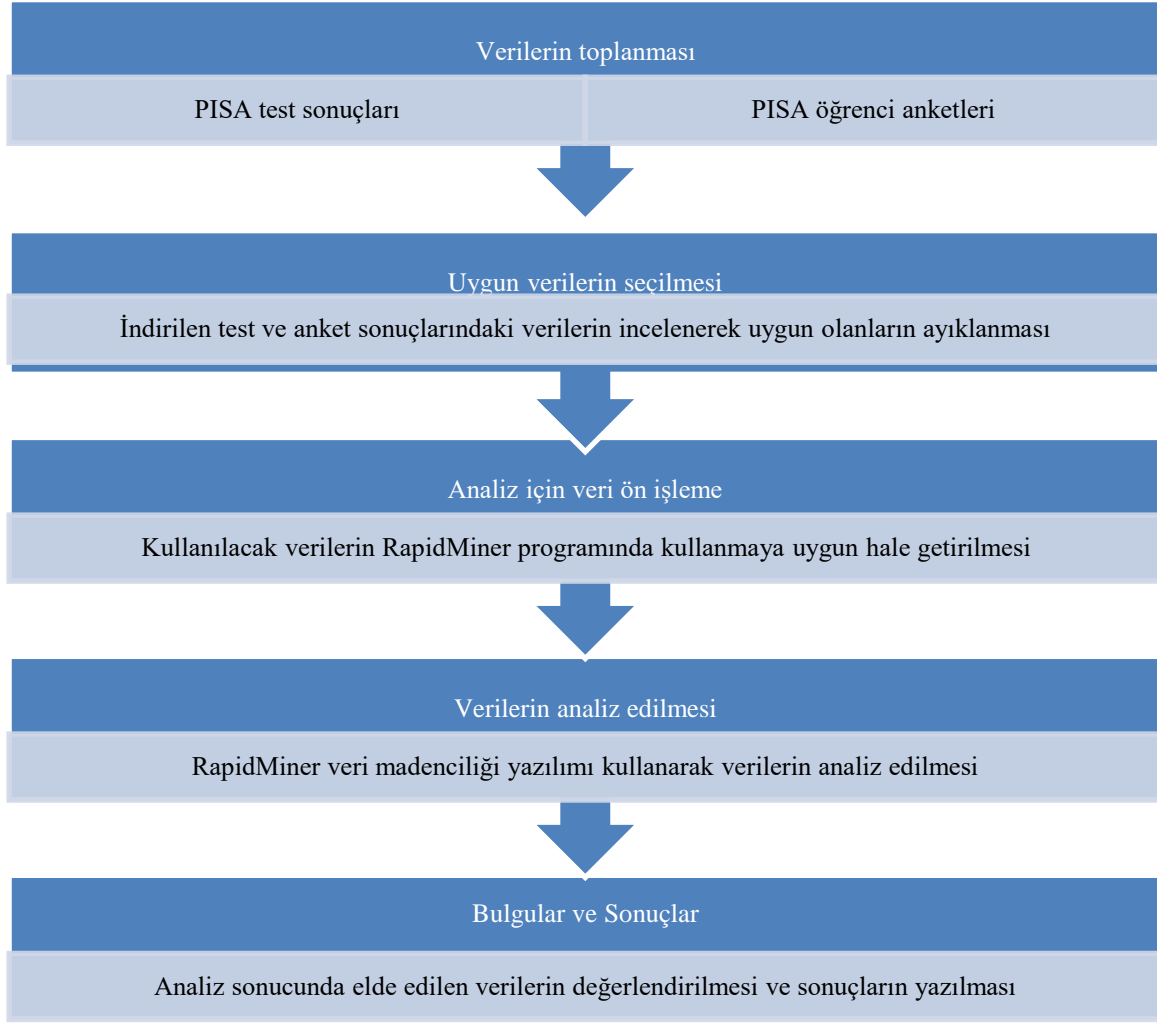 Verilerin toplanması
PISA test sonuçları
PISA öğrenci anketleri
Uygun verilerin seçilmesi
İndirilen test ve anket sonuçlarındaki verilerin incelenerek uygun olanların ayıklanması
Analiz için veri ön işleme
Kullanılacak verilerin RapidMiner programında kullanmaya uygun hale getirilmesi
Verilerin analiz edilmesi
RapidMiner veri madenciliği yazılımı kullanarak verilerin analiz edilmesi
Bulgular ve Sonuçlar
Analiz sonucunda elde edilen verilerin değerlendirilmesi ve sonuçların yazılması